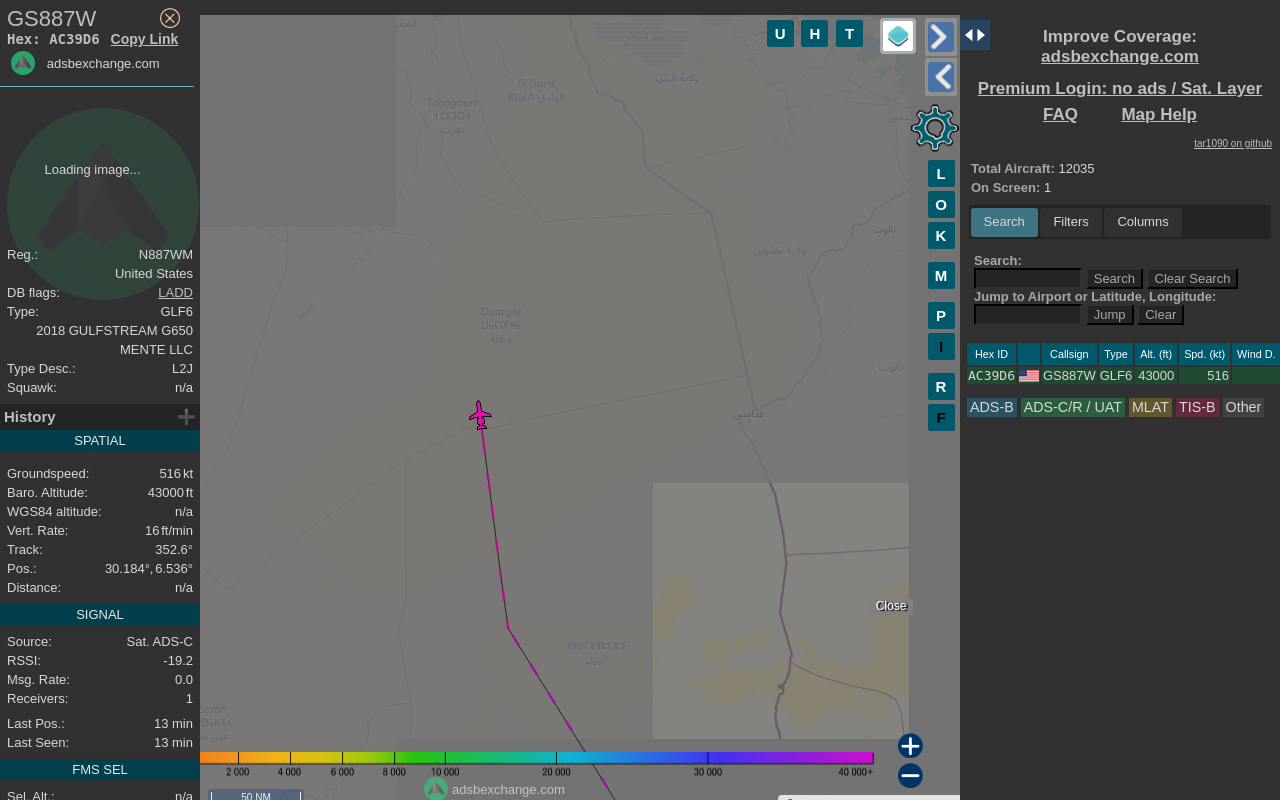 GS887W
Hex: AC39D6 Copy Link
adsbexchange.com
Loading image...
Reg.: N887WM
United States
DB flags: LADD
Type: GLF6
2018 GULFSTREAM G650
MENTE LLC
Type Desc.: L2J
Squawk: n/a
History
SPATIAL
Groundspeed: 516 kt
Baro. Altitude: 43000 ft
WGS84 altitude: n/a
Vert. Rate: 16 ft/min
Track: 352.6°
Pos.: 30.184°, 6.536°
Distance: n/a
SIGNAL
Source: Sat. ADS-C
RSSI: -19.2
Msg. Rate: 0.0
Receivers: 1
Last Pos.: 13 min
Last Seen: 13 min
FMS SEL
Sel. Alt.: n/a
U H T
L
O
K
M
P
I
R
F
El Oued
الوادي
Touggourt
تقرت
ولاية قبلي
ولاية تطاوين
نالوت
Ouargla
ورقلة
نالوت
غدامس
Illizi
إليزي
Salah
Close
2 000 4 000 6 000 8 000 10 000 20 000 30 000 40 000+
adsbexchange.com
50 NM
Improve Coverage:
adsbexchange.com
Premium Login: no ads / Sat. Layer
FAQ Map Help
tar1090 on github
Total Aircraft: 12035
On Screen: 1
Search Filters Columns
Search:
Search Clear Search
Jump to Airport or Latitude, Longitude:
Jump Clear
Hex ID Callsign Type Alt. (ft) Spd. (kt) Wind D.
AC39D6 GS887W GLF6 43000 516
ADS-B ADS-C/R / UAT MLAT TIS-B Other